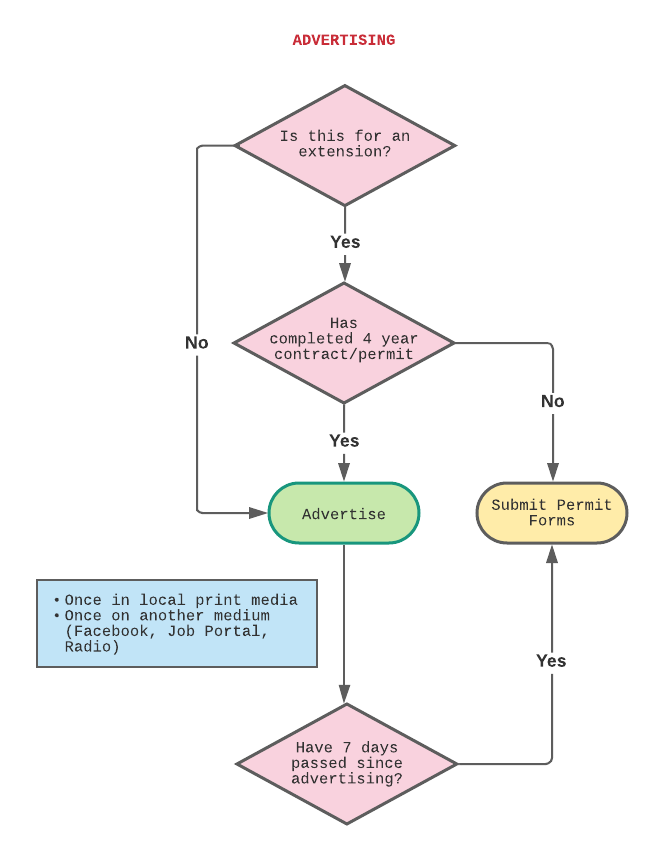 ADVERTISING
Is this for an
extension?
Yes
Has
completed 4 year
contract/permit
No
No
Yes
Advertise
Submit Permit
Forms
• Once in local print media
• Once on another medium
(Facebook, Job Portal,
Radio)
Yes
Have 7 days
passed since
advertising?